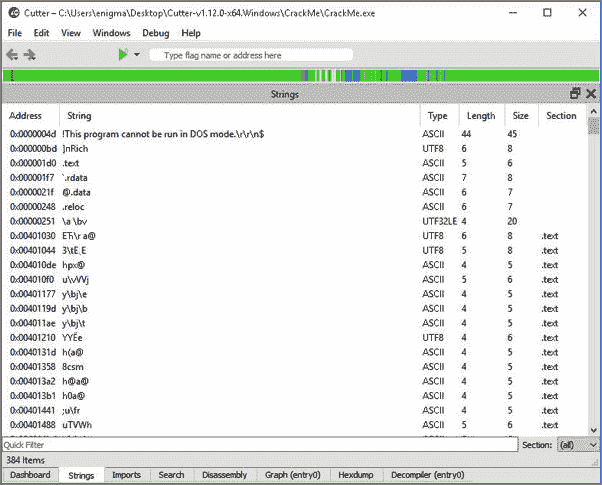 Cutter – C:\Users\enigma\Desktop\Cutter-v1.12.0-x64.Windows\CrackMe\CrackMe.exe
File Edit View Windows Debug Help
Type flag name or address here
Strings
Address String Type Length Size Section
0x0000004d !This program cannot be run in DOS mode.\r\r\n$ ASCII 44 45
0x000000bd ]nRich UTF8 6 8
0x000001d0 .text ASCII 5 6
0x000001f7 `.rdata ASCII 7 8
0x0000021f @.data ASCII 6 7
0x00000248 .reloc ASCII 6 7
0x00000251 \a \bv UTF32LE 4 20
0x00401030 UTF8 6 8 .text
0x00401044 UTF8 5 8 .text
0x004010de hpx@ ASCII 4 5 .text
0x004010f0 ASCII 5 6 .text
0x00401177 y\bj\e ASCII 4 5 .text
0x0040119d y\bj\b ASCII 4 5 .text
0x004011ae y\bj\t ASCII 4 5 .text
0x00401210 YYËe UTF8 4 6 .text
0x0040131d h(a@ ASCII 4 5 .text
0x00401358 8csm ASCII 4 5 .text
0x004013a2 h@a@ ASCII 4 5 .text
0x004013b1 h0a@ ASCII 4 5 .text
0x00401441 ;u\fr ASCII 4 5 .text
0x00401488 uTVWh ASCII 5 6 .text
Quick Filter Section: (all)
384 Items
Dashboard Strings Imports Search Disassembly Graph (entry0) Hexdump Decompiler (entry0)